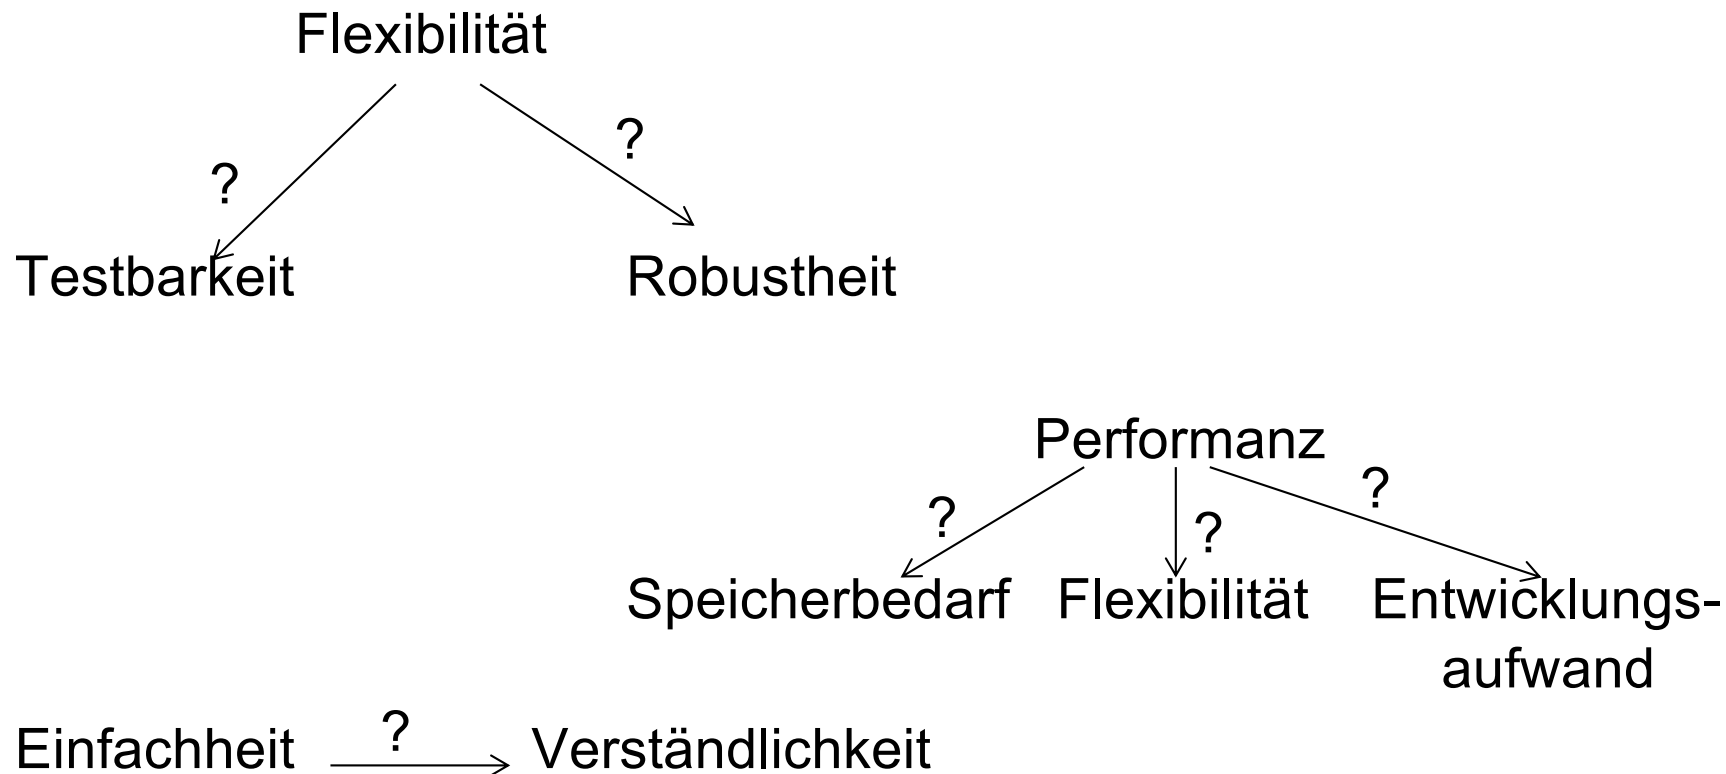 Flexibilität
?
?
Testbarkeit Robustheit
Performanz
?
?
?
Speicherbedarf Flexibilität Entwicklungs-
aufwand
Einfachheit ? Verständlichkeit